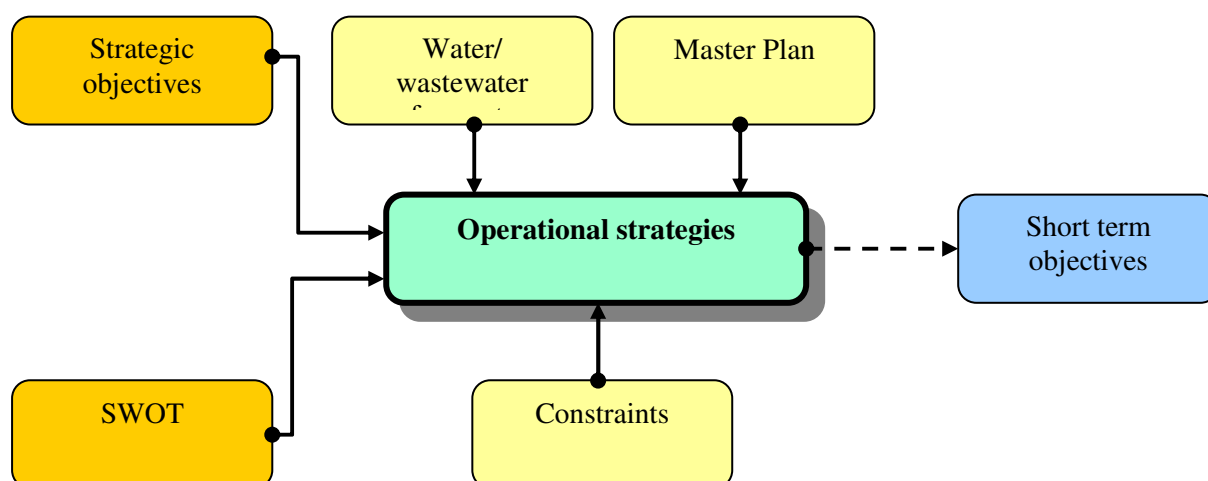 Strategic
objectives
Water/
wastewater
Master Plan
Operational strategies
Short term
objectives
SWOT
Constraints